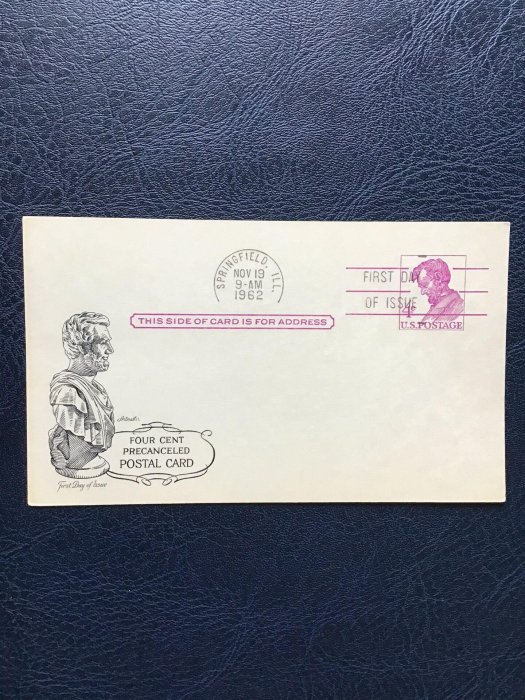 SPRINGFIELD, ILL.
NOV 19
9-AM
1962
FIRST DAY
OF ISSUE
4¢
U.S.POSTAGE
THIS SIDE OF CARD IS FOR ADDRESS
FOUR CENT
PRECANCELED
POSTAL CARD
First Day of Issue